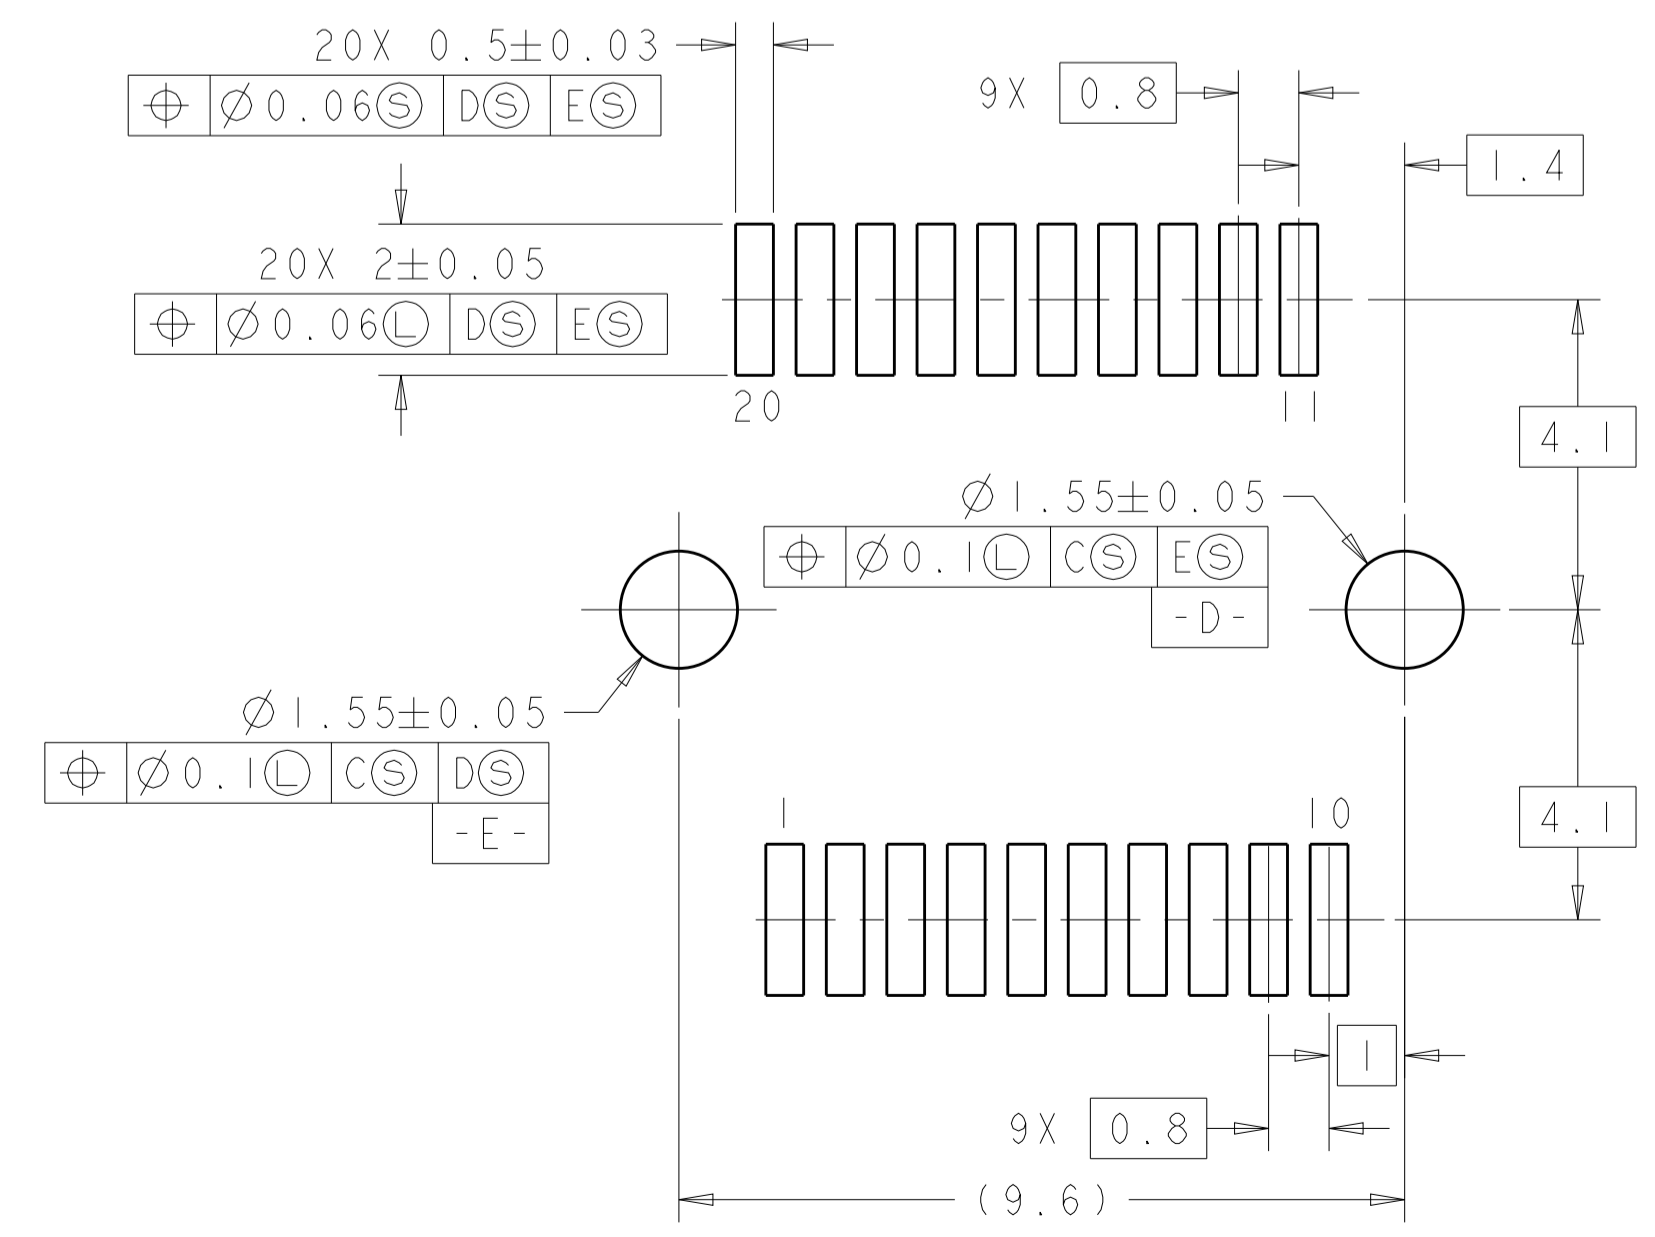 20X 0.5±0.03
⌖ Ø0.06Ⓢ DⓈ EⓈ
9X 0.8
1.4
20X 2±0.05
⌖ Ø0.06Ⓛ DⓈ EⓈ
20
11
4.1
Ø1.55±0.05
⌖ Ø0.1Ⓛ CⓈ EⓈ
-D-
Ø1.55±0.05
⌖ Ø0.1Ⓛ CⓈ DⓈ
-E-
1
10
4.1
1
9X 0.8
(9.6)